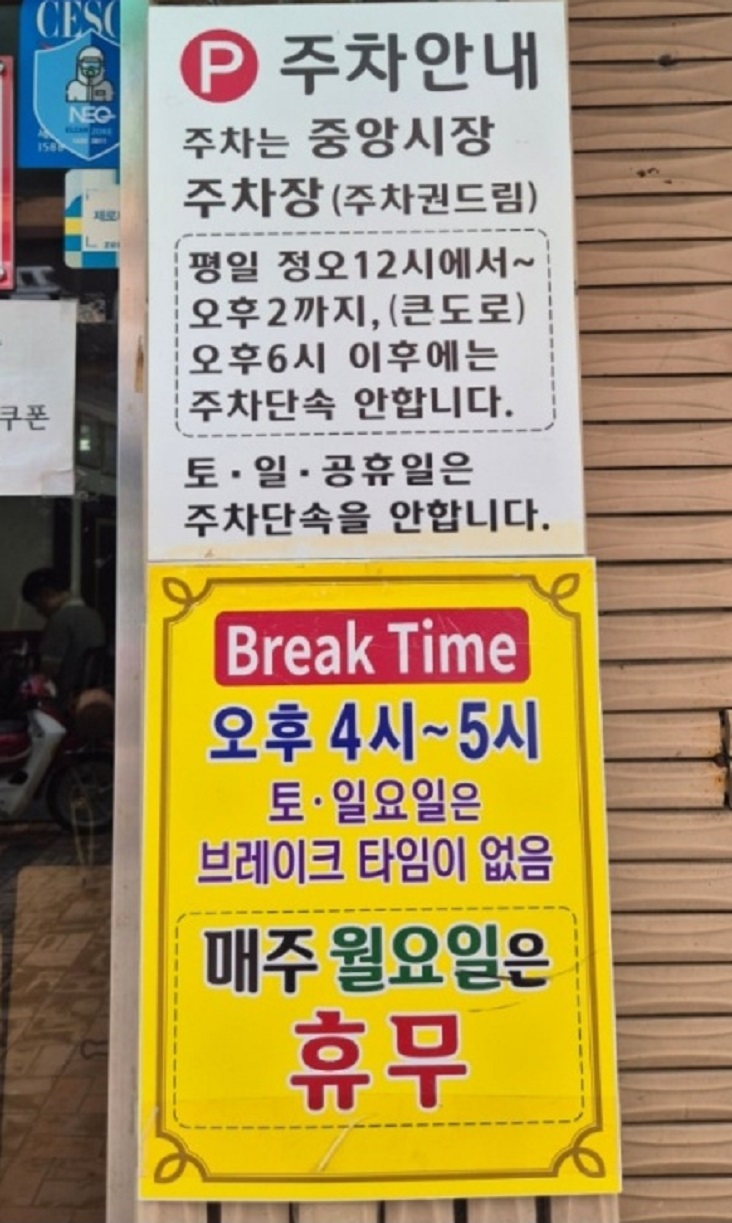 CESC
NEO
쿠폰
P 주차안내
주차는 중앙시장
주차장 (주차권드림)
평일 정오12시에서~
오후2까지, (큰도로)
오후6시 이후에는
주차단속 안합니다.
토·일·공휴일은
주차단속을 안합니다.
Break Time
오후 4시~5시
토·일요일은
브레이크 타임이 없음
매주 월요일은
휴무